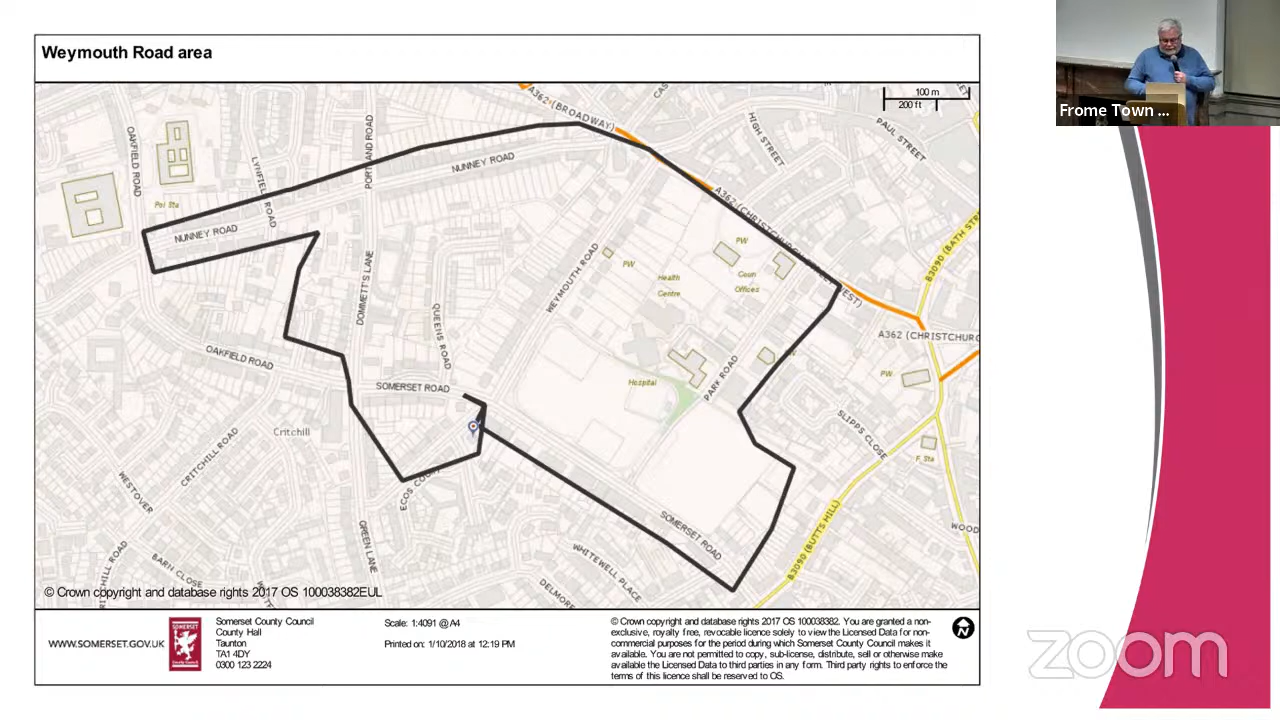 Weymouth Road area
100 m
200 ft
A362 (BROADWAY)
HIGH STREET
PAUL STREET
OAKFIELD ROAD
LYNFIELD ROAD
PORTLAND ROAD
NUNNEY ROAD
Pol Sta
NUNNEY ROAD
A362 (CHRISTCHURCH STREET WEST)
B3090 (BATH STR
PW
PW
Health
Centre
Coun
Offices
WEYMOUTH ROAD
DOMMETT'S LANE
QUEENS ROAD
A362 (CHRISTCHURC
OAKFIELD ROAD
SOMERSET ROAD
Hospital
PARK ROAD
PW
Critchill
CRITCHILL ROAD
SLIPPS CLOSE
F. Sta
WESTOVER
ECOS COURT
GREEN LANE
SOMERSET ROAD
B3090 (BUTTS HILL)
WOOD
BARN CLOSE
WHITEWELL PLACE
DELMORE
© Crown copyright and database rights 2017 OS 100038382EUL
WWW.SOMERSET.GOV.UK
SOMERSET
County Council
Somerset County Council
County Hall
Taunton
TA1 4DY
0300 123 2224
Scale: 1:4091 @A4
Printed on: 1/10/2018 at 12:19 PM
© Crown copyright and database rights 2017 OS 100038382. You are granted a non-
exclusive, royalty free, revocable licence solely to view the Licensed Data for non-
commercial purposes for the period during which Somerset County Council makes it
available. You are not permitted to copy, sub-license, distribute, sell or otherwise make
available the Licensed Data to third parties in any form. Third party rights to enforce the
terms of this licence shall be reserved to OS.
N
Frome Town ...
zoom